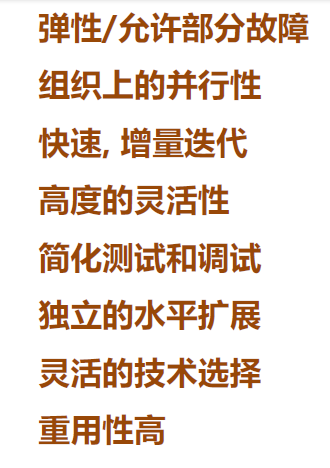 弹性/允许部分故障
组织上的并行性
快速, 增量迭代
高度的灵活性
简化测试和调试
独立的水平扩展
灵活的技术选择
重用性高